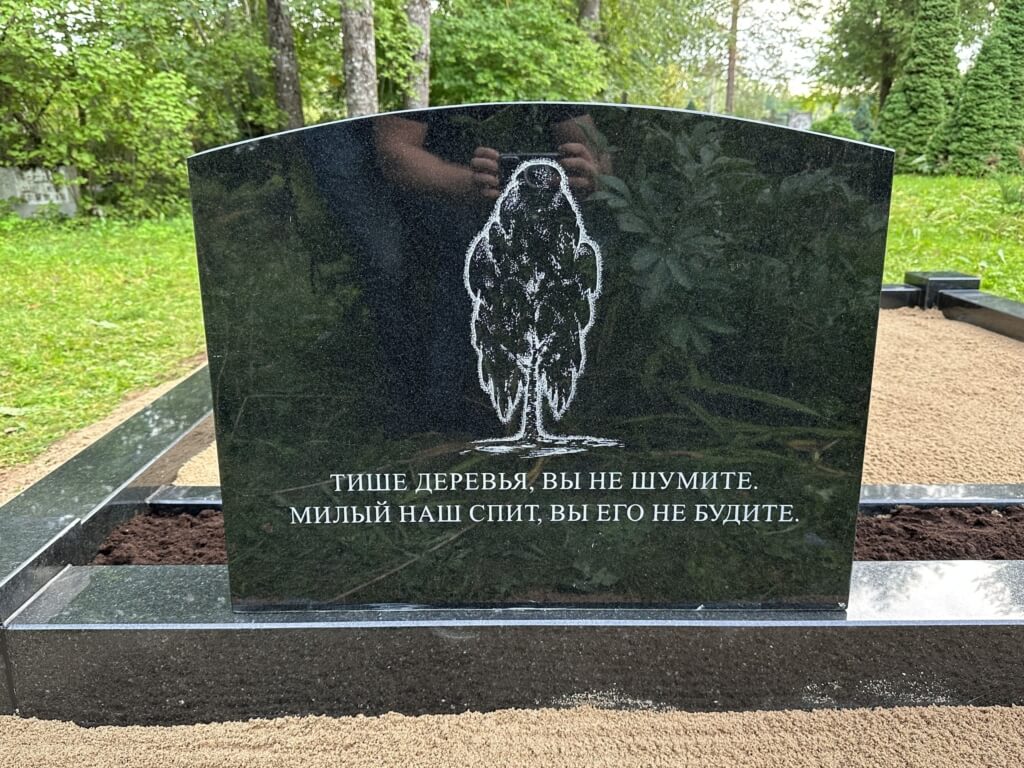 ТИШЕ ДЕРЕВЬЯ, ВЫ НЕ ШУМИТЕ.
МИЛЫЙ НАШ СПИТ, ВЫ ЕГО НЕ БУДИТЕ.